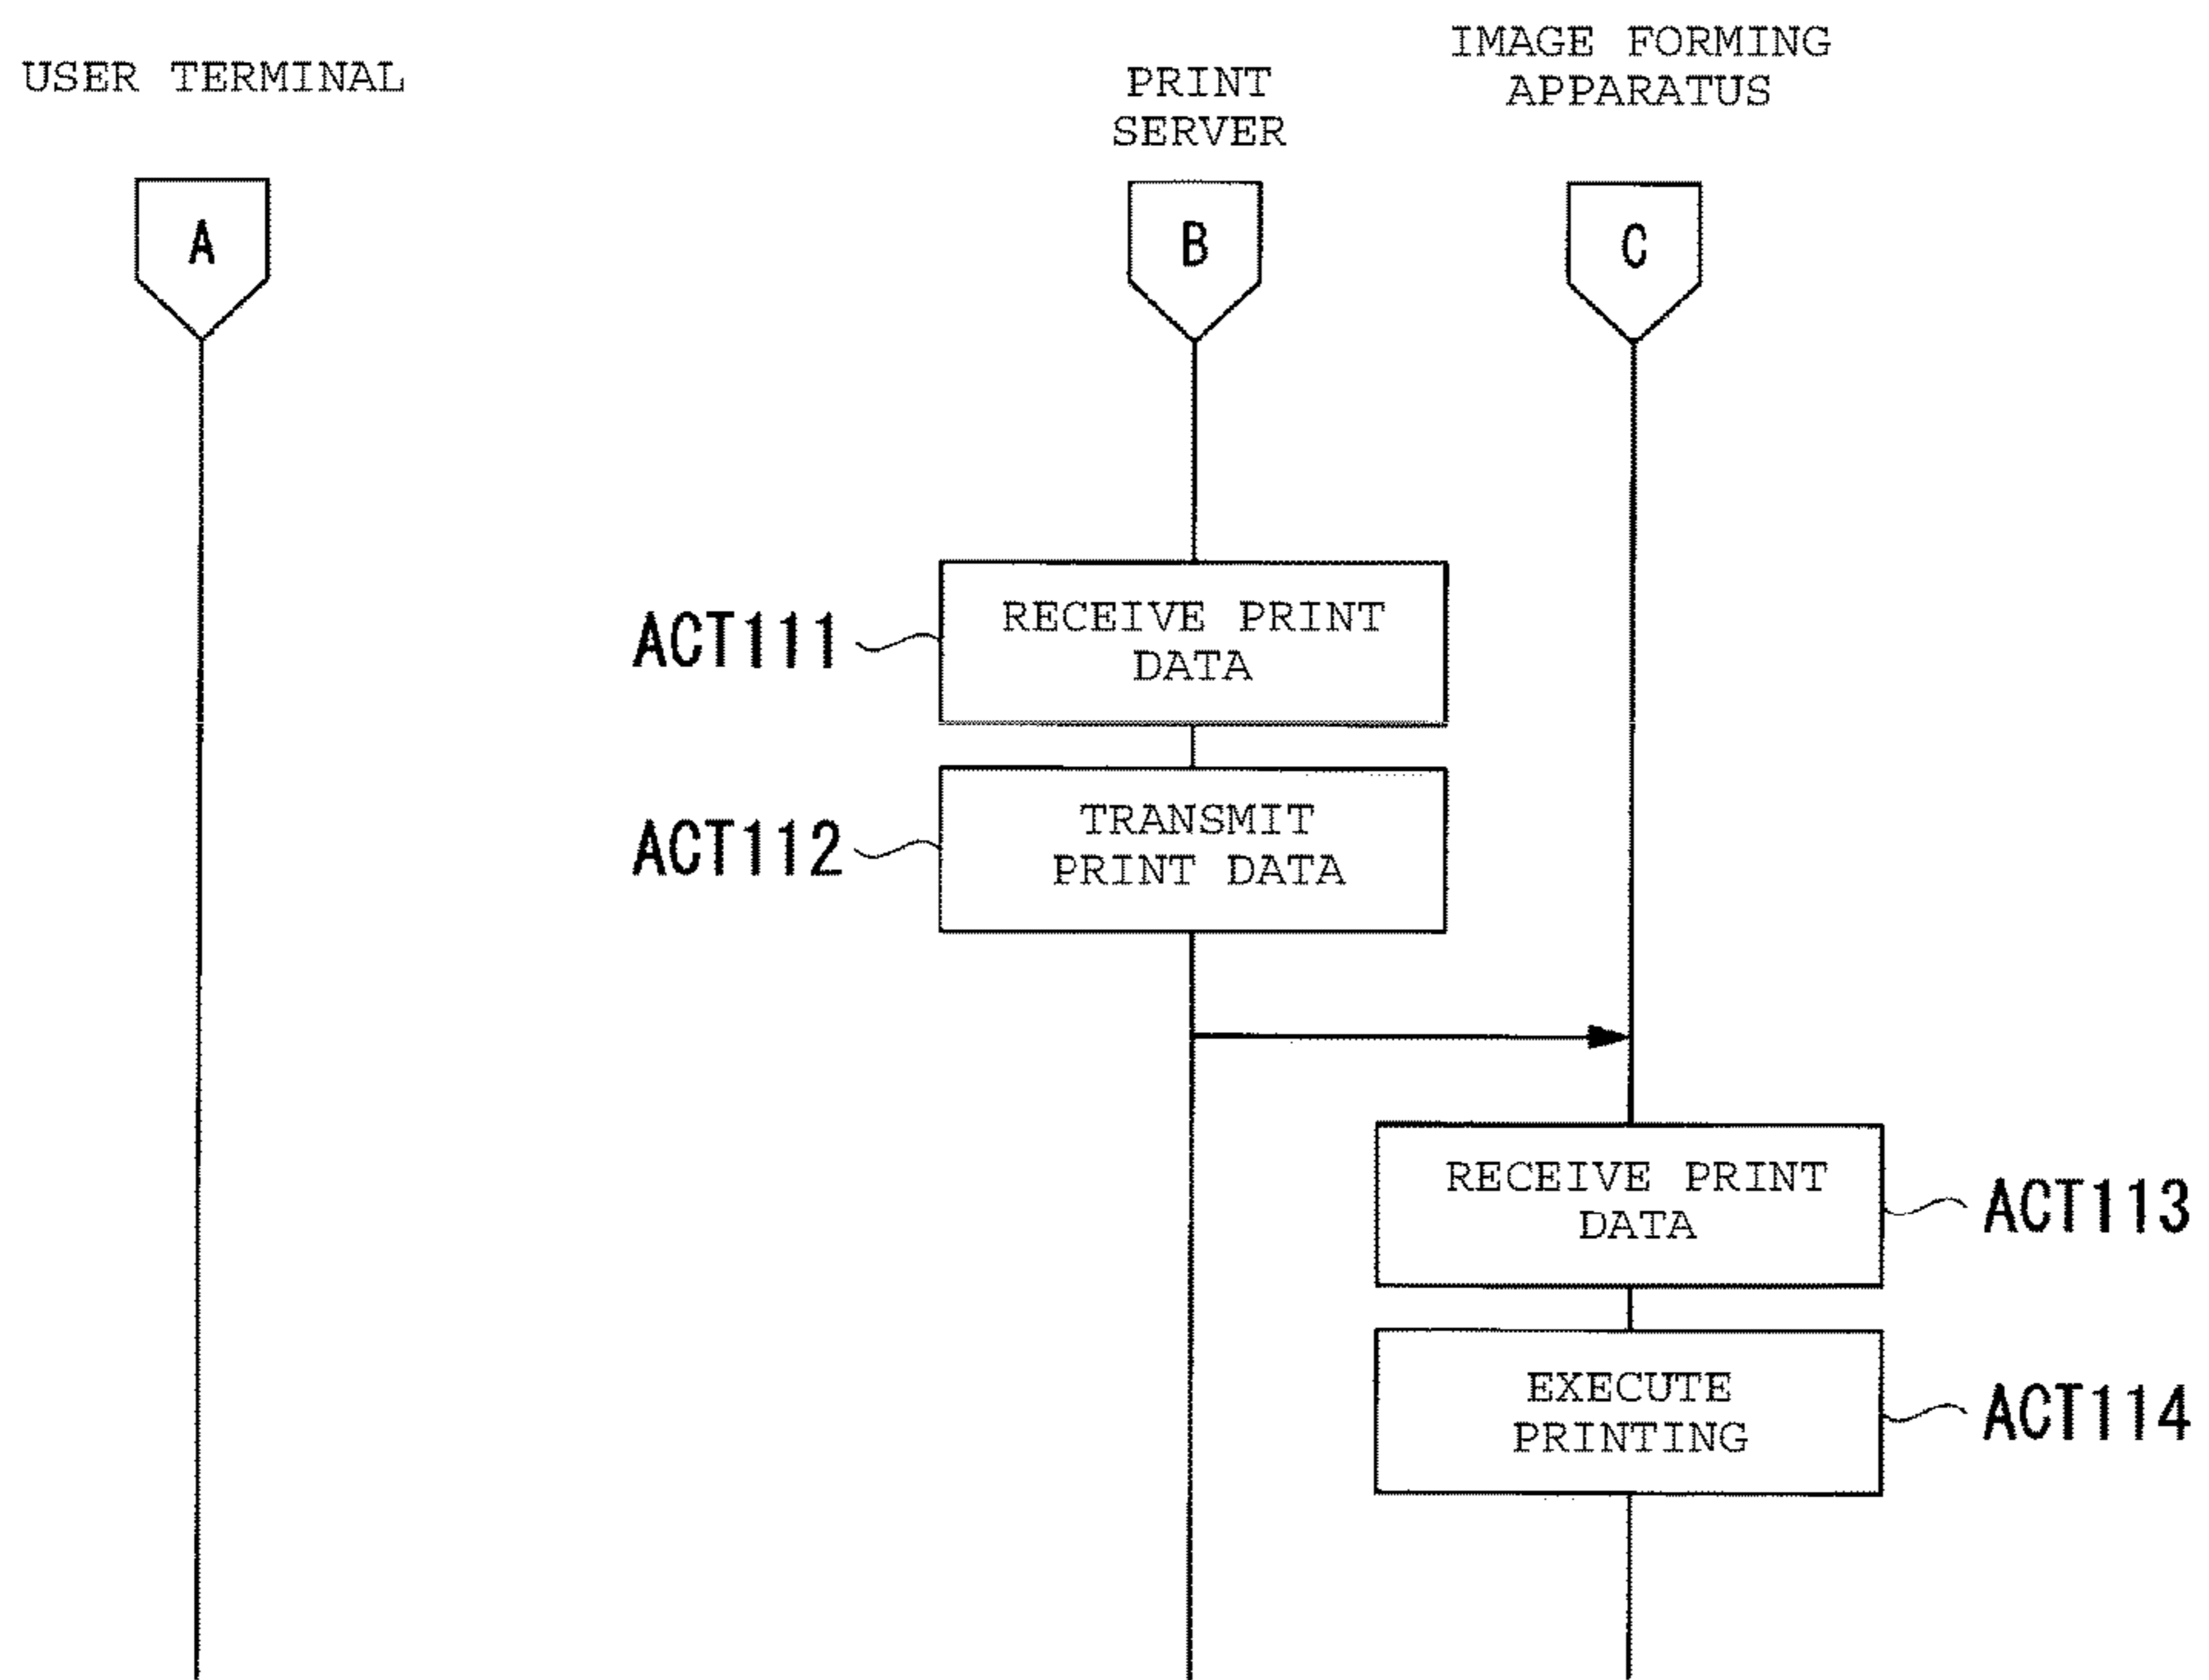 USER TERMINAL
PRINT
SERVER
IMAGE FORMING
APPARATUS
A
B
C
ACT111
RECEIVE PRINT
DATA
ACT112
TRANSMIT
PRINT DATA
RECEIVE PRINT
DATA
ACT113
EXECUTE
PRINTING
ACT114